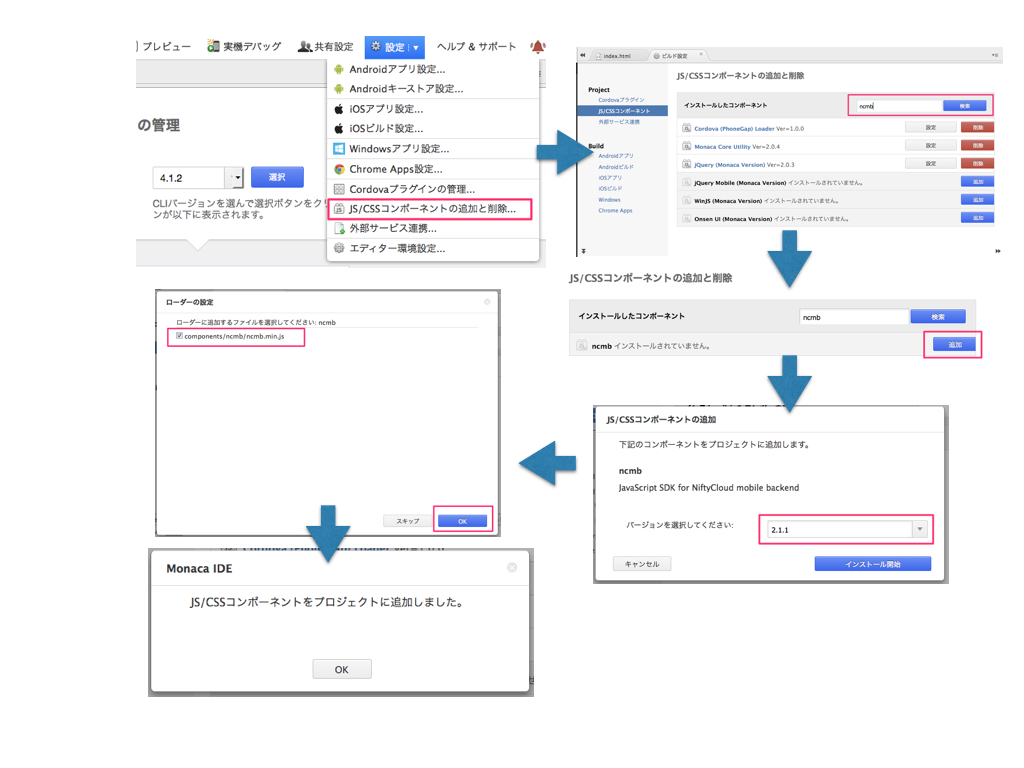 プレビュー
実機デバッグ
共有設定
設定
ヘルプ & サポート
Androidアプリ設定...
Androidキーストア設定...
iOSアプリ設定...
iOSビルド設定...
Windowsアプリ設定...
Chrome Apps設定...
Cordovaプラグインの管理...
JS/CSSコンポーネントの追加と削除...
外部サービス連携...
エディター環境設定...
の管理
4.1.2
選択
CLIバージョンを選んで選択ボタンをクリ
ンが以下に表示されます。
index.html
ビルド設定
Project
Cordovaプラグイン
JS/CSSコンポーネント
外部サービス連携
Build
Androidアプリ
Androidビルド
iOSアプリ
iOSビルド
Windows
Chrome Apps
JS/CSSコンポーネントの追加と削除
インストールしたコンポーネント
ncmb
検索
Cordova (PhoneGap) Loader Ver=1.0.0
設定
削除
Monaca Core Utility Ver=2.0.4
設定
削除
jQuery (Monaca Version) Ver=2.0.3
設定
削除
jQuery Mobile (Monaca Version) インストールされていません。
追加
WinJS (Monaca Version) インストールされていません。
追加
Onsen UI (Monaca Version) インストールされていません。
追加
JS/CSSコンポーネントの追加と削除
インストールしたコンポーネント
ncmb
検索
ncmb インストールされていません。
追加
JS/CSSコンポーネントの追加
下記のコンポーネントをプロジェクトに追加します。
ncmb
JavaScript SDK for NiftyCloud mobile backend
バージョンを選択してください:
2.1.1
キャンセル
インストール開始
ローダーの設定
ローダーに追加するファイルを選択してください: ncmb
components/ncmb/ncmb.min.js
スキップ
OK
Monaca IDE
JS/CSSコンポーネントをプロジェクトに追加しました。
OK